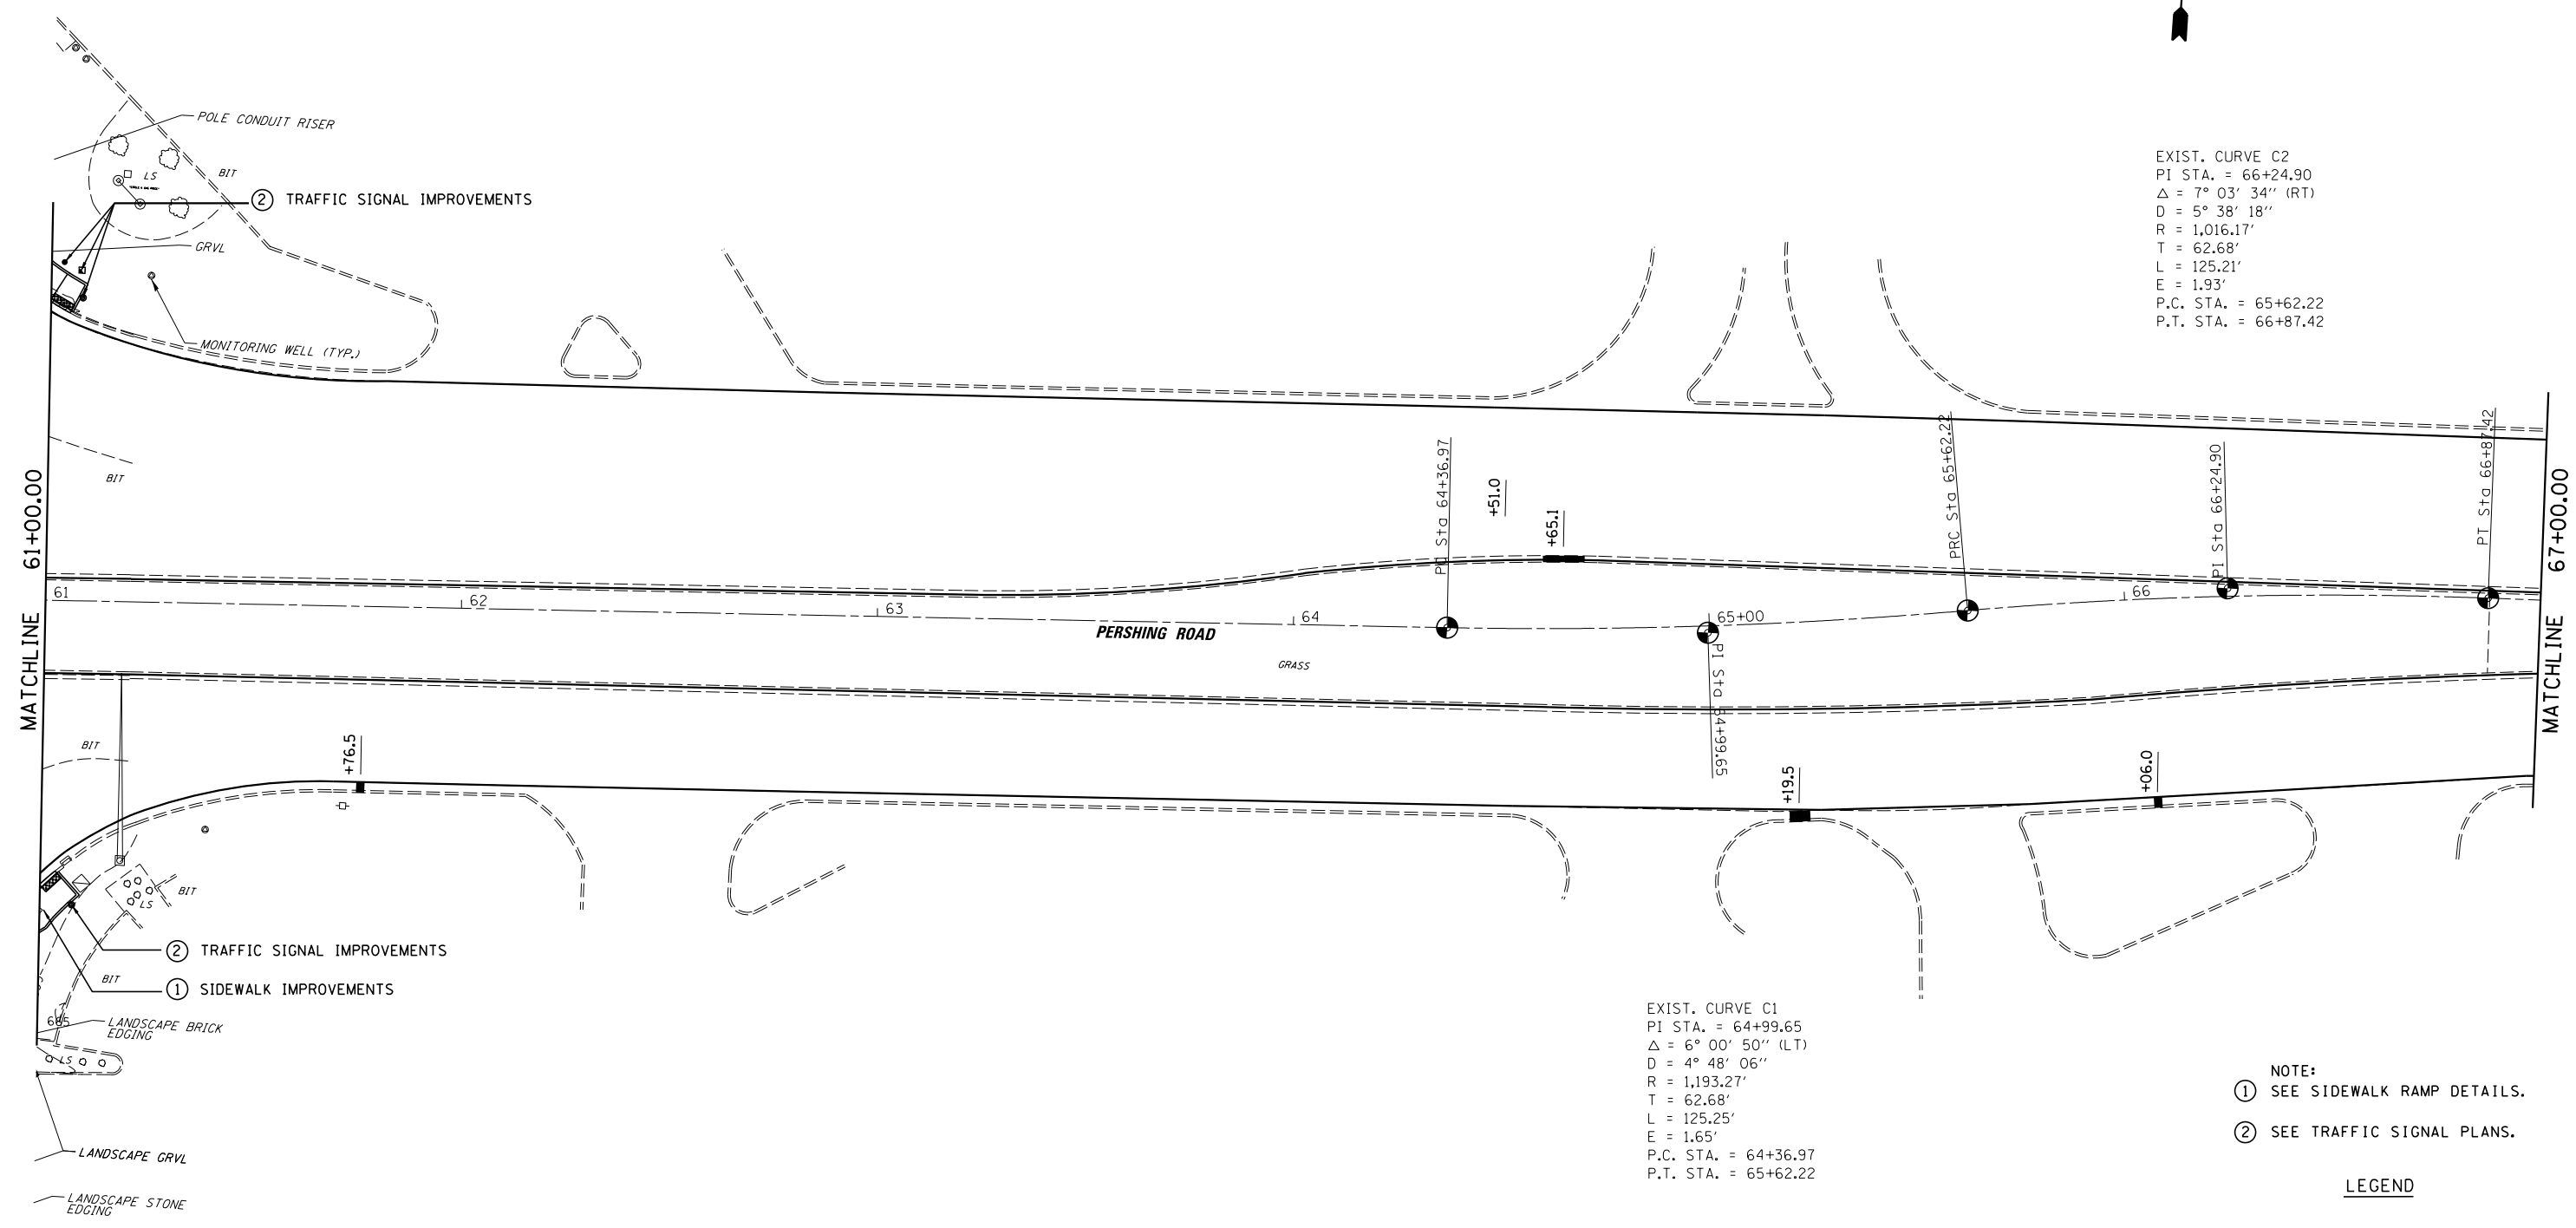 POLE CONDUIT RISER
LS
BIT
② TRAFFIC SIGNAL IMPROVEMENTS
GRVL
MONITORING WELL (TYP.)
EXIST. CURVE C2
PI STA. = 66+24.90
△ = 7° 03' 34'' (RT)
D = 5° 38' 18''
R = 1,016.17'
T = 62.68'
L = 125.21'
E = 1.93'
P.C. STA. = 65+62.22
P.T. STA. = 66+87.42
BIT
MATCHLINE 61+00.00
61
62
63
64
65+00
66
PERSHING ROAD
GRASS
PC Sta 64+36.97
+51.0
+65.1
PI Sta 64+99.65
PRC Sta 65+62.22
PI Sta 66+24.90
PT Sta 66+87.42
MATCHLINE 67+00.00
BIT
+76.5
+19.5
+06.0
BIT
LS
② TRAFFIC SIGNAL IMPROVEMENTS
BIT
① SIDEWALK IMPROVEMENTS
665
LANDSCAPE BRICK
EDGING
LS
LANDSCAPE GRVL
LANDSCAPE STONE
EDGING
EXIST. CURVE C1
PI STA. = 64+99.65
△ = 6° 00' 50'' (LT)
D = 4° 48' 06''
R = 1,193.27'
T = 62.68'
L = 125.25'
E = 1.65'
P.C. STA. = 64+36.97
P.T. STA. = 65+62.22
NOTE:
① SEE SIDEWALK RAMP DETAILS.
② SEE TRAFFIC SIGNAL PLANS.
LEGEND